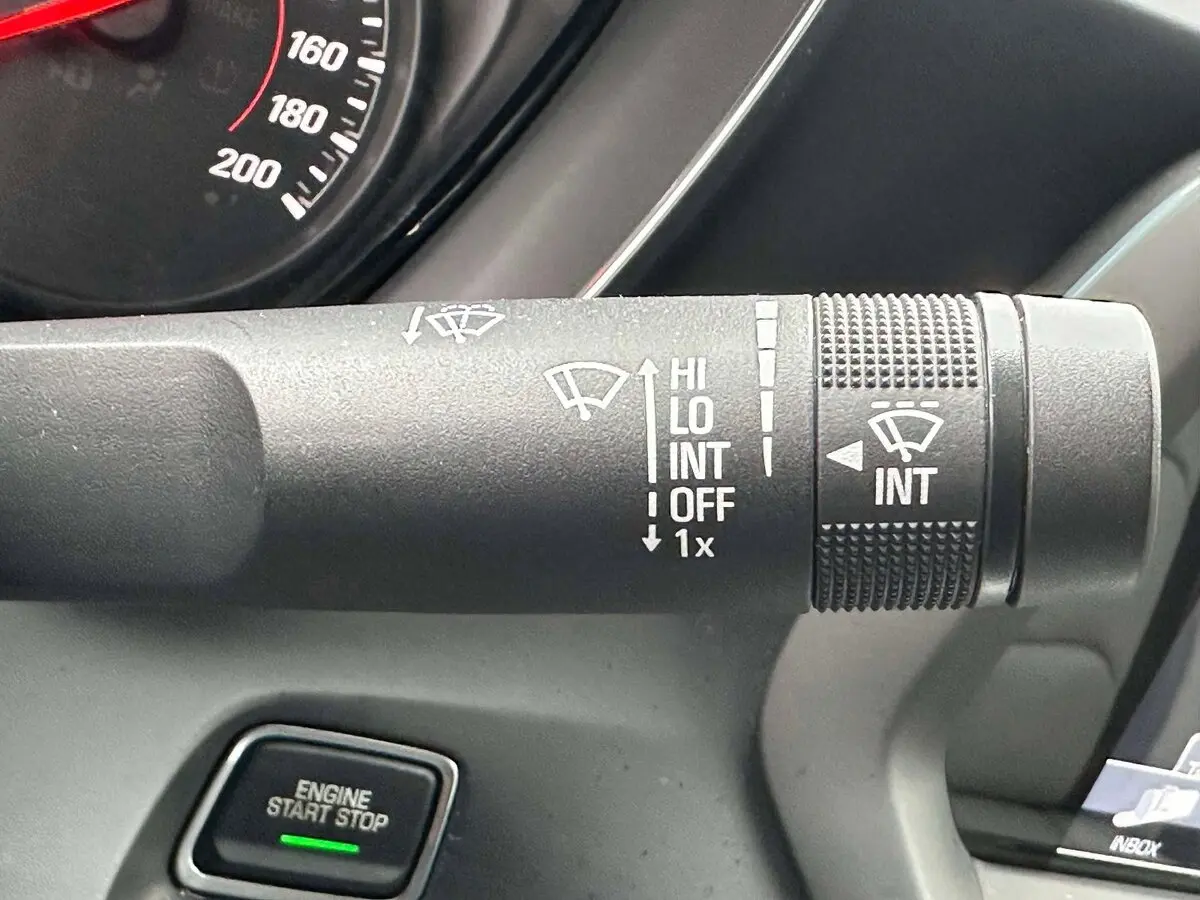 160
180
200
HI
LO
INT
OFF
1x
INT
ENGINE
START STOP
INBOX